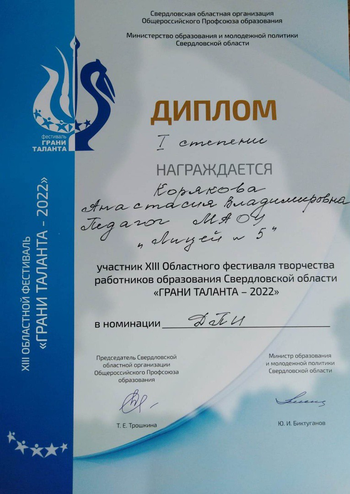 Свердловская областная организация
Общероссийского Профсоюза образования
Министерство образования и молодежной политики
Свердловской области
фестиваль
ГРАНИ
ТАЛАНТА
ДИПЛОМ
I степени
НАГРАЖДАЕТСЯ
Корякова
Анастасия Владимировна
Педагог МАОУ
„Лицей № 5"
участник XIII Областного фестиваля творчества
работников образования Свердловской области
«ГРАНИ ТАЛАНТА – 2022»
в номинации ДПИ
Председатель Свердловской
областной организации
Общероссийского Профсоюза
образования
Т. Е. Трошкина
Министр образования
и молодежной политики
Свердловской области
Ю. И. Биктуганов
XIII ОБЛАСТНОЙ ФЕСТИВАЛЬ
«ГРАНИ ТАЛАНТА – 2022»